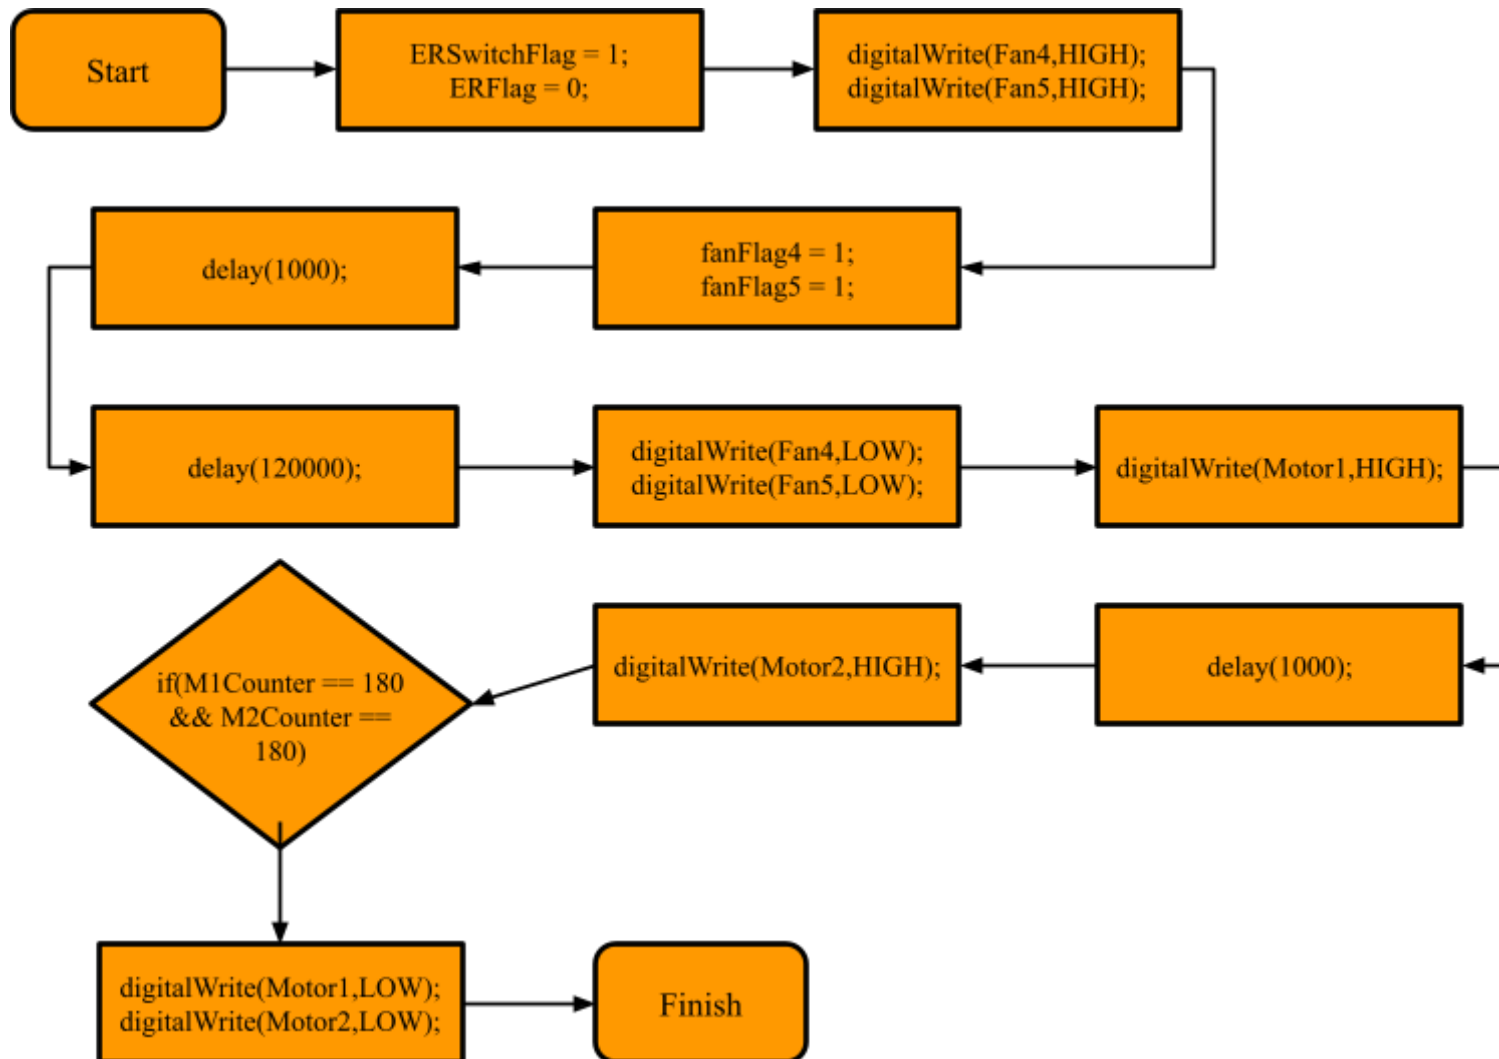 Start
ERSwitchFlag = 1;
ERFlag = 0;
digitalWrite(Fan4,HIGH);
digitalWrite(Fan5,HIGH);
fanFlag4 = 1;
fanFlag5 = 1;
delay(1000);
delay(120000);
digitalWrite(Fan4,LOW);
digitalWrite(Fan5,LOW);
digitalWrite(Motor1,HIGH);
delay(1000);
digitalWrite(Motor2,HIGH);
if(M1Counter == 180
&& M2Counter ==
180)
digitalWrite(Motor1,LOW);
digitalWrite(Motor2,LOW);
Finish